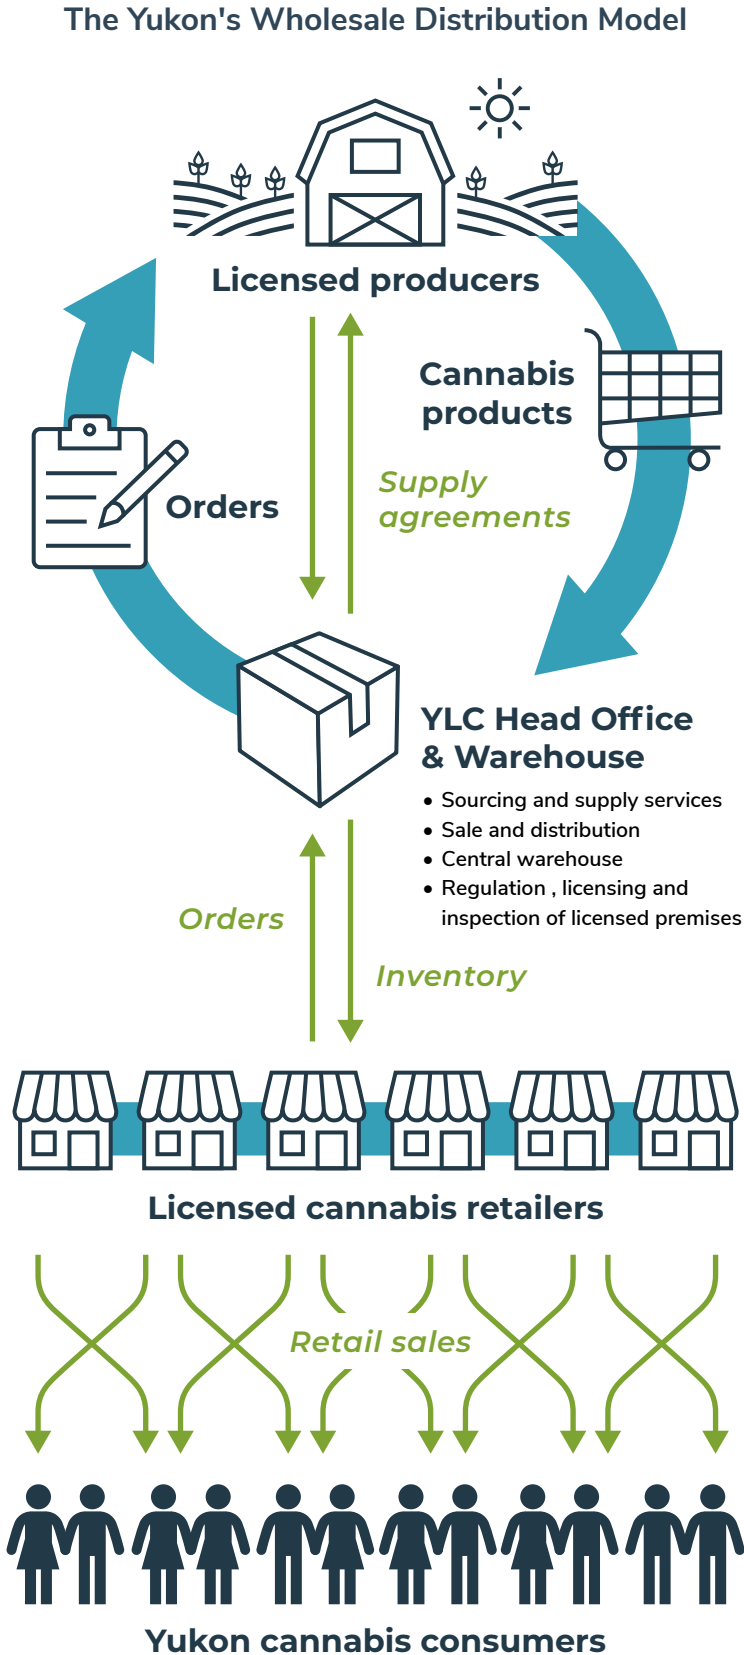 The Yukon's Wholesale Distribution Model
Licensed producers
Cannabis
products
Supply
agreements
Orders
YLC Head Office
& Warehouse
• Sourcing and supply services
• Sale and distribution
• Central warehouse
• Regulation , licensing and
inspection of licensed premises
Orders
Inventory
Licensed cannabis retailers
Retail sales
Yukon cannabis consumers